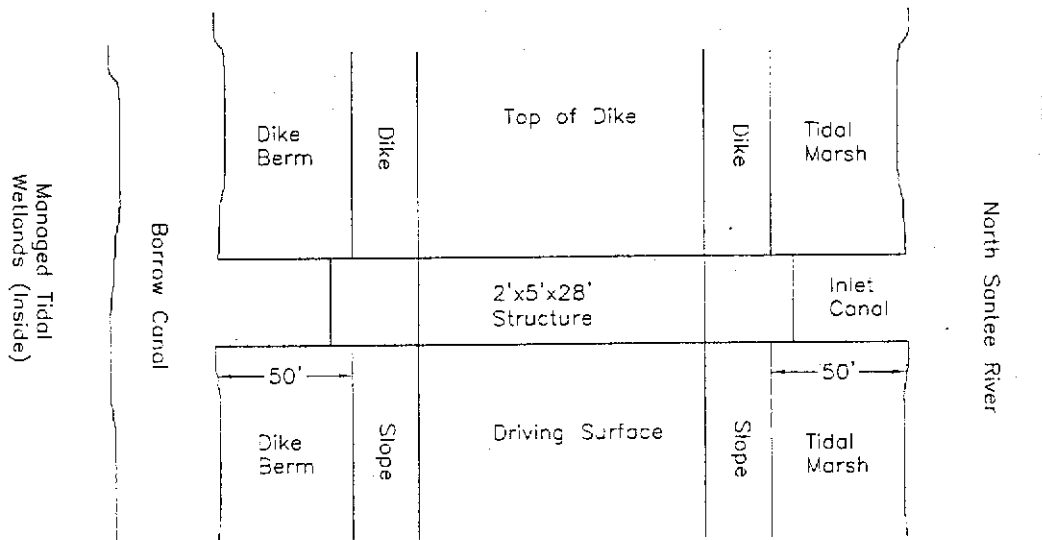 Managed Tidal
Wetlands (Inside)
Borrow Canal
Dike
Berm
Dike
Top of Dike
Dike
Tidal
Marsh
North Santee River
2'x5'x28'
Structure
Inlet
Canal
50'
50'
Dike
Berm
Slope
Driving Surface
Slope
Tidal
Marsh